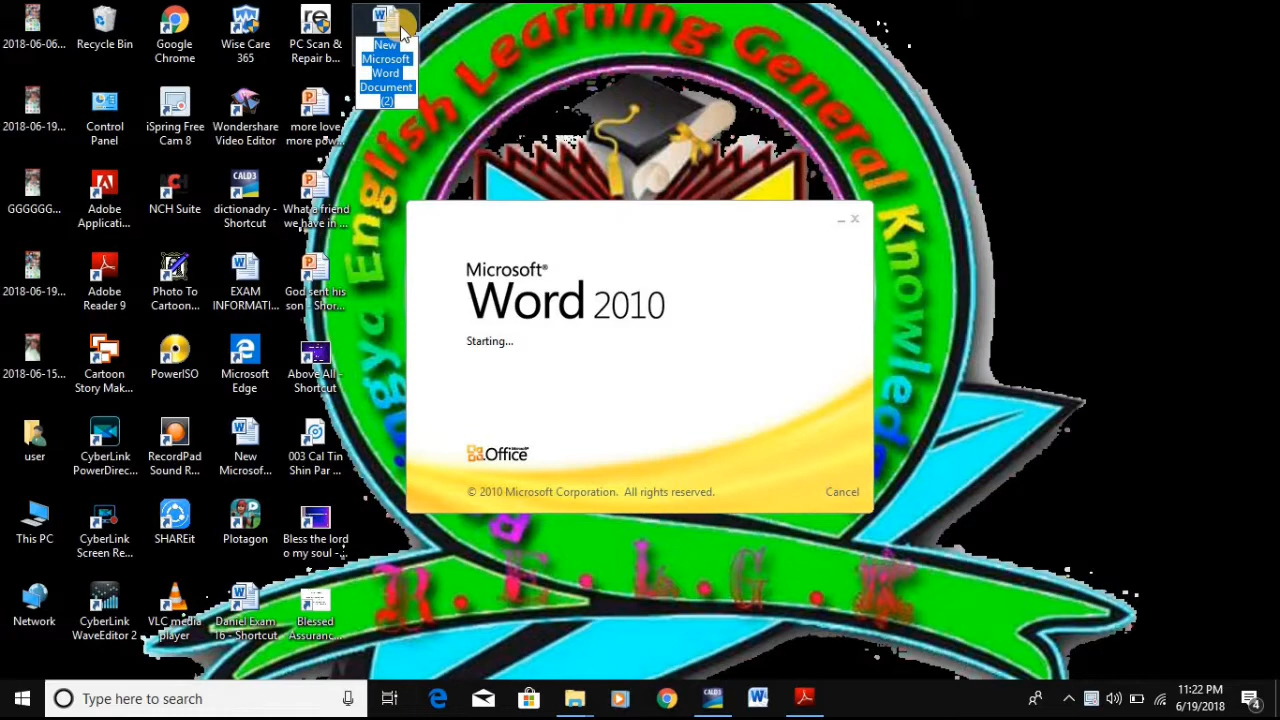 2018-06-06...
Recycle Bin
Google
Chrome
Wise Care
365
PC Scan &
Repair b...
New
Microsoft
Word
Document
(2)
2018-06-19...
Control
Panel
iSpring Free
Cam 8
Wondershare
Video Editor
more love
more pow...
GGGGGG...
Adobe
Applicati...
NCH Suite
dictionadry -
Shortcut
What a friend
we have in ...
2018-06-19...
Adobe
Reader 9
Photo To
Cartoon...
EXAM
INFORMATI...
God sent his
son - Shor...
2018-06-15...
Cartoon
Story Mak...
PowerISO
Microsoft
Edge
Above All -
Shortcut
user
CyberLink
PowerDirec...
RecordPad
Sound R...
New
Microsof...
003 Cal Tin
Shin Par ...
This PC
CyberLink
Screen Re...
SHAREit
Plotagon
Bless the lord
o my soul -...
Network
CyberLink
WaveEditor 2
VLC media
player
Daniel Exam
16 - Shortcut
Blessed
Assuranc...
English Learning General Knowledge
Microsoft®
Word 2010
Starting...
Microsoft
Office
© 2010 Microsoft Corporation. All rights reserved.
Cancel
Type here to search
CALD3
11:22 PM
6/19/2018
4